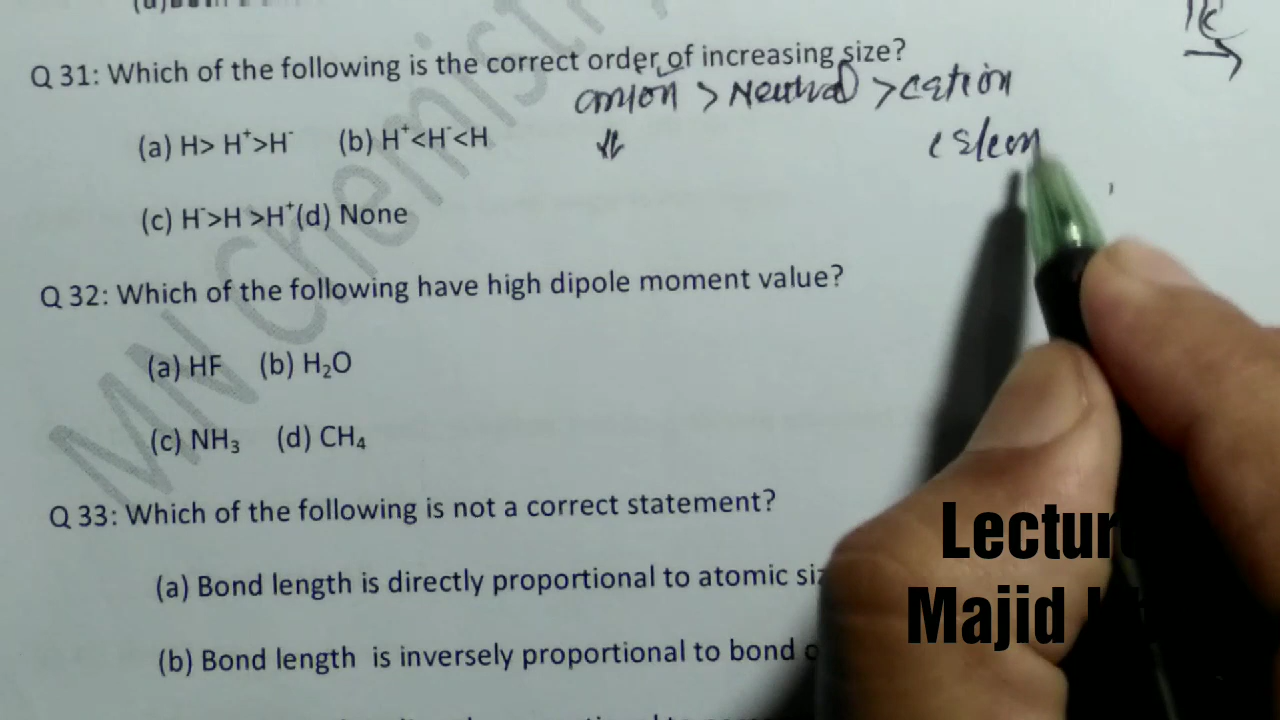 Q 31: Which of the following is the correct order of increasing size?
anion > Neutral > cation
(a) H> H⁺>H⁻ (b) H⁺<H⁻<H
(c) H⁻>H >H⁺(d) None
Q 32: Which of the following have high dipole moment value?
(a) HF (b) H₂O
(c) NH₃ (d) CH₄
Q 33: Which of the following is not a correct statement?
(a) Bond length is directly proportional to atomic
(b) Bond length is inversely proportional to bond
MN Chemistry
Majid